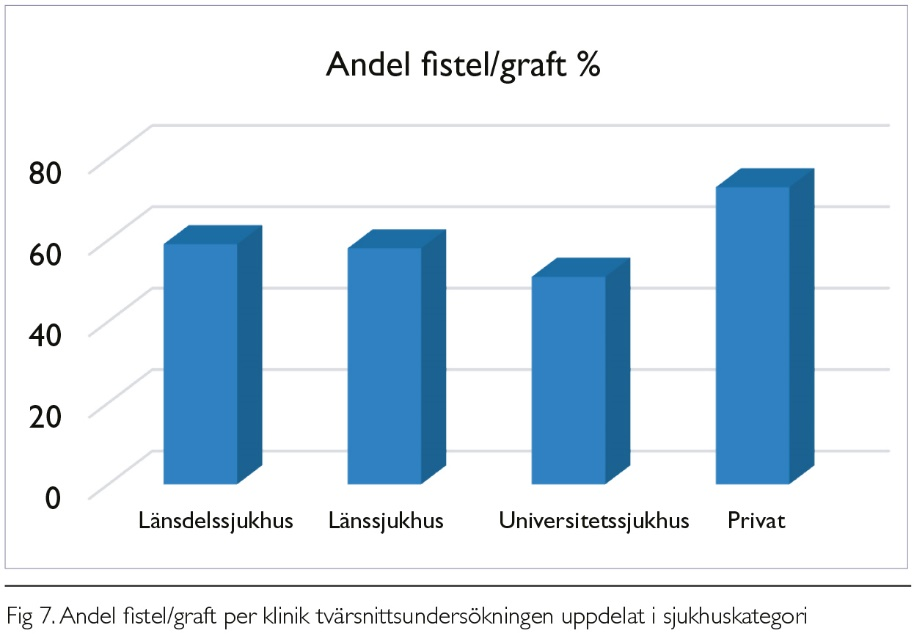 Andel fistel/graft %
80
60
40
20
0
Länsdelssjukhus Länssjukhus Universitetssjukhus Privat
Fig 7. Andel fistel/graft per klinik tvärsnittsundersökningen uppdelat i sjukhuskategori